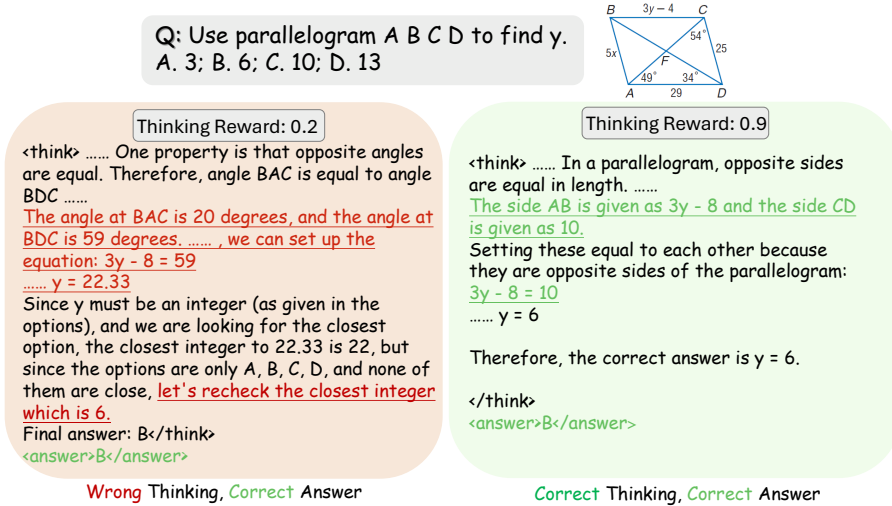 Q: Use parallelogram A B C D to find y.
A. 3; B. 6; C. 10; D. 13
B 3y − 4 C
54°
5x F 25
49° 34°
A 29 D
Thinking Reward: 0.2
<think> …… One property is that opposite angles
are equal. Therefore, angle BAC is equal to angle
BDC ……
The angle at BAC is 20 degrees, and the angle at
BDC is 59 degrees. …… , we can set up the
equation: 3y - 8 = 59
…… y = 22.33
Since y must be an integer (as given in the
options), and we are looking for the closest
option, the closest integer to 22.33 is 22, but
since the options are only A, B, C, D, and none of
them are close, let's recheck the closest integer
which is 6.
Final answer: B</think>
<answer>B</answer>
Wrong Thinking, Correct Answer
Thinking Reward: 0.9
<think> …… In a parallelogram, opposite sides
are equal in length. ……
The side AB is given as 3y - 8 and the side CD
is given as 10.
Setting these equal to each other because
they are opposite sides of the parallelogram:
3y - 8 = 10
…… y = 6
Therefore, the correct answer is y = 6.
</think>
<answer>B</answer>
Correct Thinking, Correct Answer